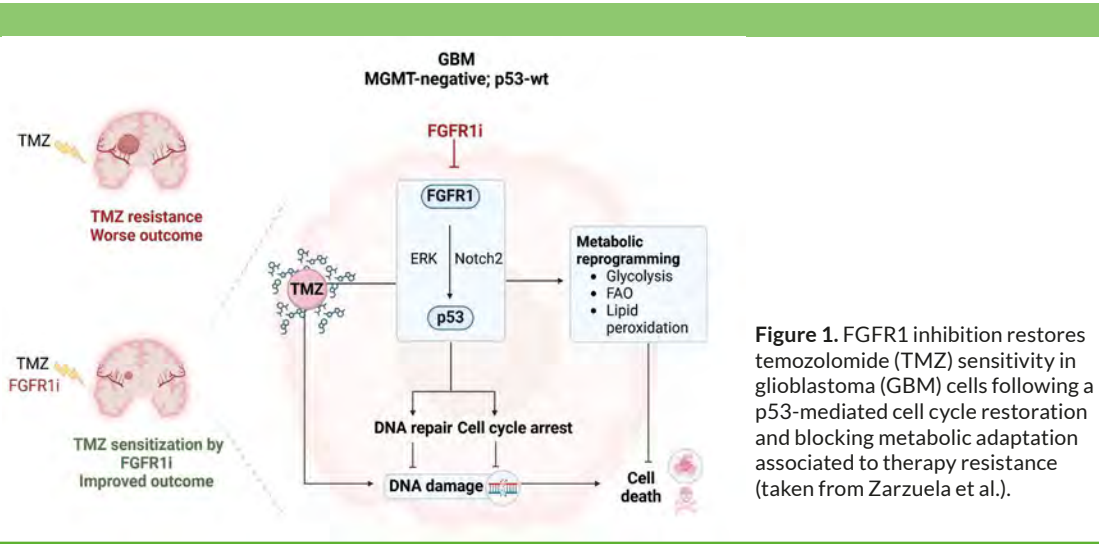 GBM
MGMT-negative; p53-wt
FGFR1i
TMZ
TMZ resistance
Worse outcome
TMZ
FGFR1i
TMZ sensitization by
FGFR1i
Improved outcome
TMZ
FGFR1
ERK
Notch2
p53
Metabolic
reprogramming
• Glycolysis
• FAO
• Lipid
peroxidation
DNA repair Cell cycle arrest
DNA damage
Cell
death
Figure 1. FGFR1 inhibition restores
temozolomide (TMZ) sensitivity in
glioblastoma (GBM) cells following a
p53-mediated cell cycle restoration
and blocking metabolic adaptation
associated to therapy resistance
(taken from Zarzuela et al.).